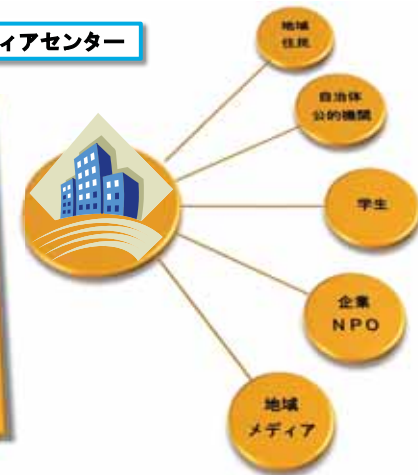 ィアセンター
地域
住民
自治体
公的機関
学生
企業
NPO
地域
メディア